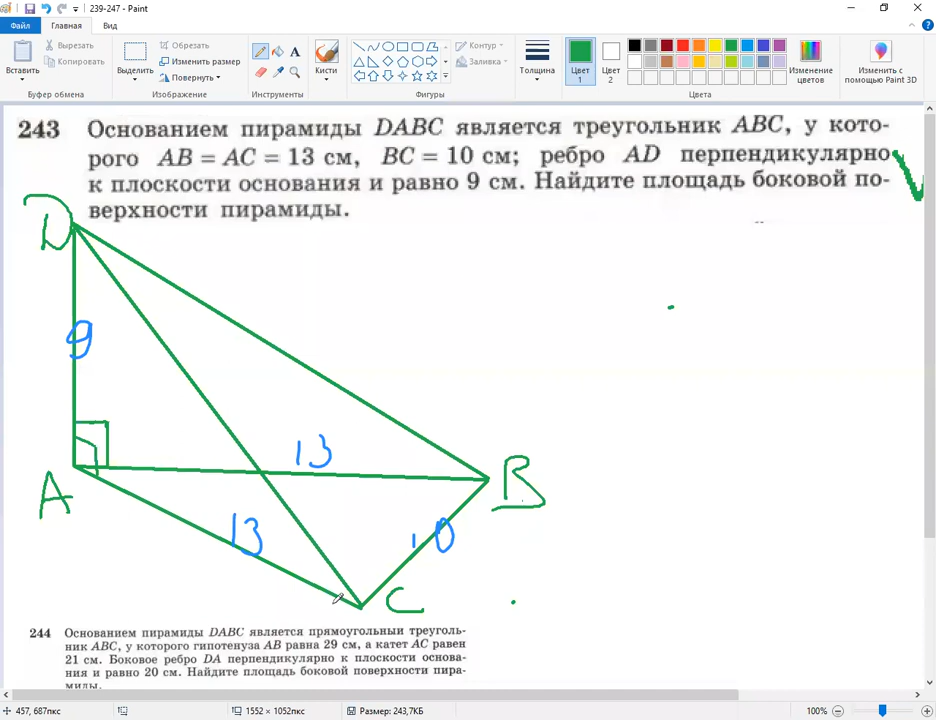 239-247 - Paint
Файл Главная Вид
Вставить
Вырезать
Копировать
Выделить
Обрезать
Изменить размер
Повернуть
A
Кисти
Контур
Заливка
Толщина
Цвет 1
Цвет 2
Изменение цветов
Изменить с помощью Paint 3D
Буфер обмена Изображение Инструменты Фигуры Цвета
243 Основанием пирамиды DABC является треугольник ABC, у кото-
рого AB = AC = 13 см, BC = 10 см; ребро AD перпендикулярно
к плоскости основания и равно 9 см. Найдите площадь боковой по-
верхности пирамиды.
D
9
13
A
B
13
10
C
244 Основанием пирамиды DABC является прямоугольный треуголь-
ник ABC, у которого гипотенуза AB равна 29 см, а катет AC равен
21 см. Боковое ребро DA перпендикулярно к плоскости основа-
ния и равно 20 см. Найдите площадь боковой поверхности пира-
миды.
457, 687пкс 1552 × 1052пкс Размер: 243,7КБ 100%